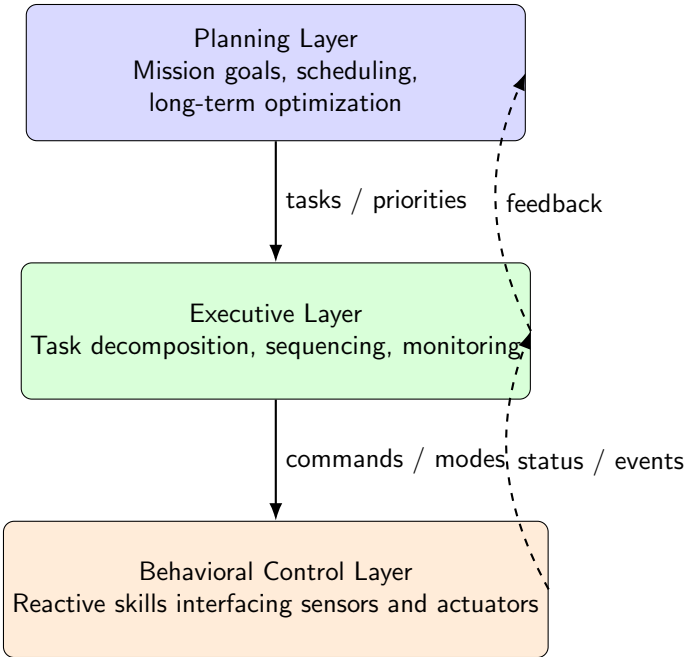 Planning Layer
Mission goals, scheduling,
long-term optimization
tasks / priorities
feedback
Executive Layer
Task decomposition, sequencing, monitoring
commands / modes
status / events
Behavioral Control Layer
Reactive skills interfacing sensors and actuators